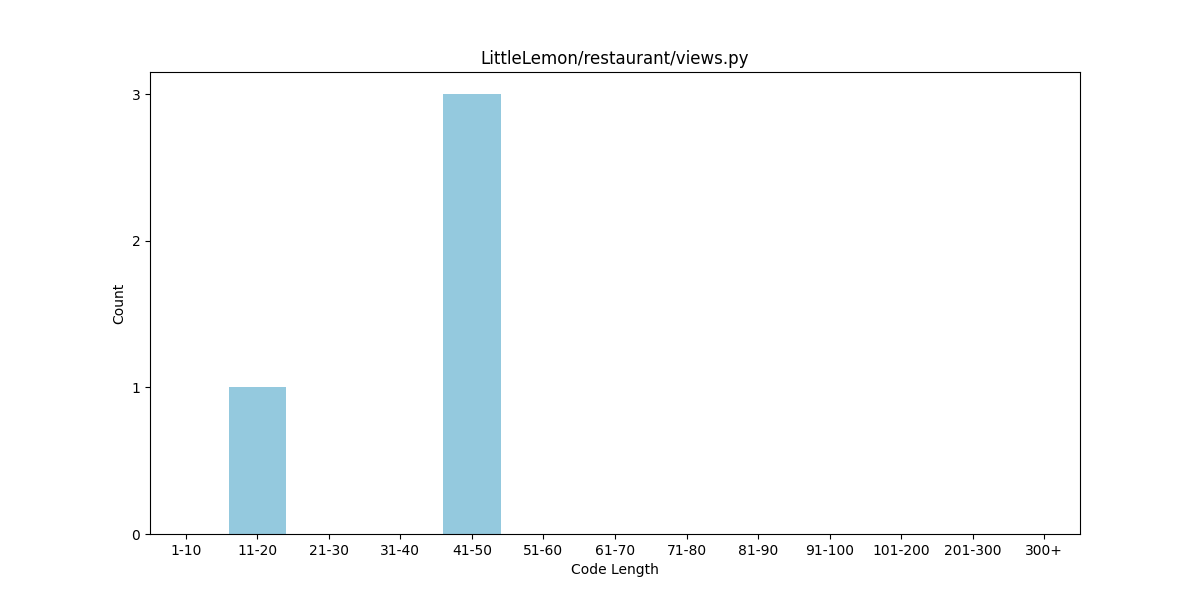 LittleLemon/restaurant/views.py
3
2
1
0
Count
1-10 11-20 21-30 31-40 41-50 51-60 61-70 71-80 81-90 91-100 101-200 201-300 300+
Code Length